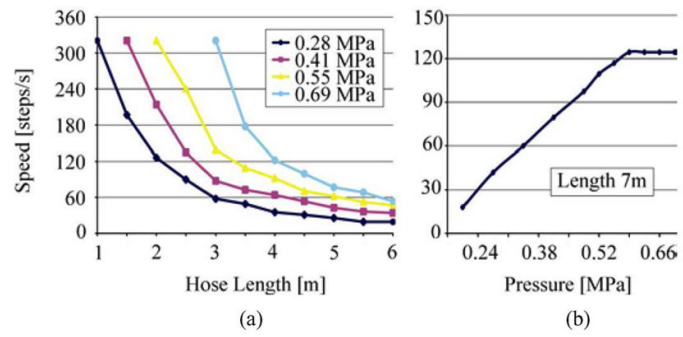 360
300
240
180
120
60
0
Speed [steps/s]
0.28 MPa
0.41 MPa
0.55 MPa
0.69 MPa
1 2 3 4 5 6
Hose Length [m]
(a)
150
120
90
60
30
0
Length 7m
0.24 0.38 0.52 0.66
Pressure [MPa]
(b)